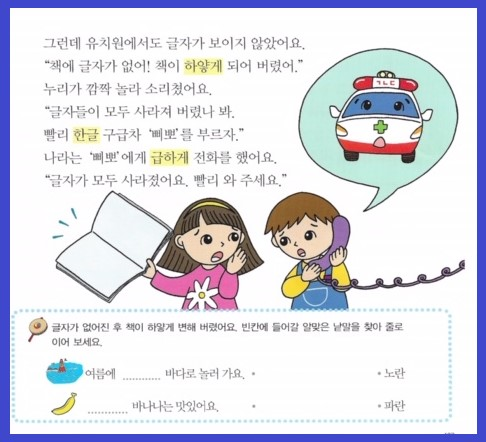 그런데 유치원에서도 글자가 보이지 않았어요.
“책에 글자가 없어! 책이 하얗게 되어 버렸어.”
누리가 깜짝 놀라 소리쳤어요.
“글자들이 모두 사라져 버렸나 봐.
빨리 한글 구급차 ‘삐뽀’를 부르자.”
나라는 ‘삐뽀’에게 급하게 전화를 했어요.
“글자가 모두 사라졌어요. 빨리 와 주세요.”
ㄱㄴㄷ
글자가 없어진 후 책이 하얗게 변해 버렸어요. 빈칸에 들어갈 알맞은 낱말을 찾아 줄로
이어 보세요.
여름에 ............ 바다로 놀러 가요. • • 노란
............ 바나나는 맛있어요. • • 파란